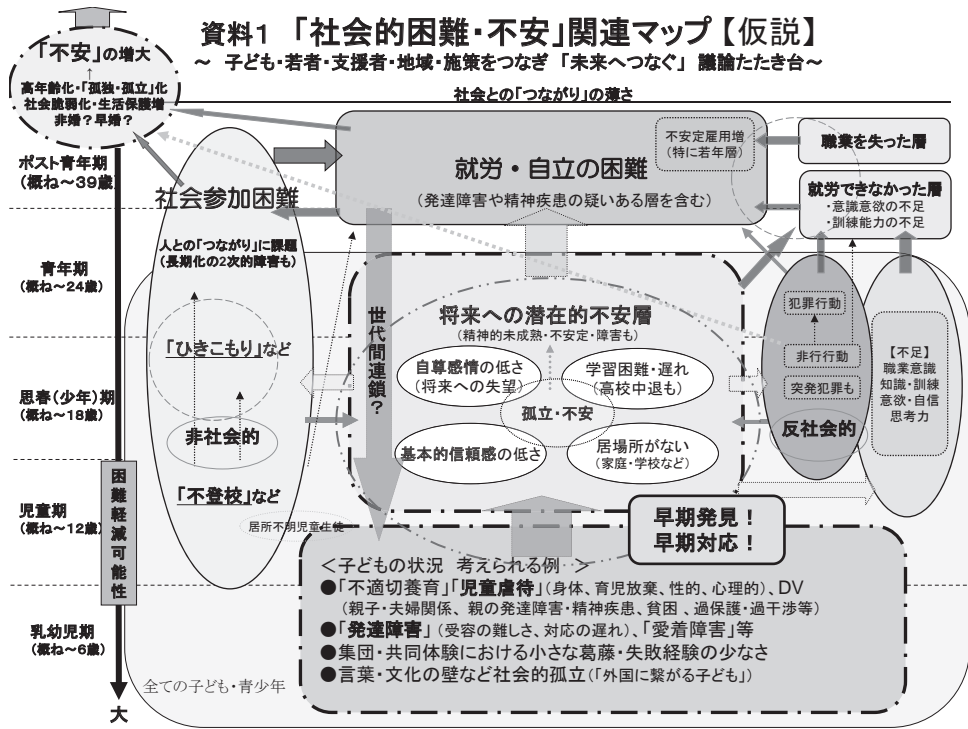 資料1 「社会的困難・不安」関連マップ【仮説】
～ 子ども・若者・支援者・地域・施策をつなぎ 「未来へつなぐ」 議論たたき台～
社会との「つながり」の薄さ
「不安」の増大
↑
高年齢化・「孤独・孤立」化
社会脆弱化・生活保護増
非婚？早婚？
ポスト青年期
(概ね～39歳)
青年期
(概ね～24歳)
思春(少年)期
(概ね～18歳)
児童期
(概ね～12歳)
乳幼児期
(概ね～6歳)
困難軽減可能性
大
社会参加困難
人との「つながり」に課題
(長期化の2次的障害も)
「ひきこもり」など
非社会的
「不登校」など
居所不明児童生徒
就労・自立の困難
(発達障害や精神疾患の疑いある層を含む)
不安定雇用増
(特に若年層)
職業を失った層
就労できなかった層
・意識意欲の不足
・訓練能力の不足
世代間連鎖？
将来への潜在的不安層
(精神的未成熟・不安定・障害も)
自尊感情の低さ
(将来への失望)
学習困難・遅れ
(高校中退も)
孤立・不安
基本的信頼感の低さ
居場所がない
(家庭・学校など)
犯罪行動
非行行動
突発犯罪も
反社会的
【不足】
職業意識
知識・訓練
意欲・自信
思考力
早期発見！
早期対応！
＜子どもの状況 考えられる例 ＞
●「不適切養育」「児童虐待」(身体、育児放棄、性的、心理的)、DV
(親子・夫婦関係、親の発達障害・精神疾患、貧困 、過保護・過干渉等)
●「発達障害」(受容の難しさ、対応の遅れ)、「愛着障害」等
●集団・共同体験における小さな葛藤・失敗経験の少なさ
●言葉・文化の壁など社会的孤立(「外国に繋がる子ども」)
全ての子ども・青少年